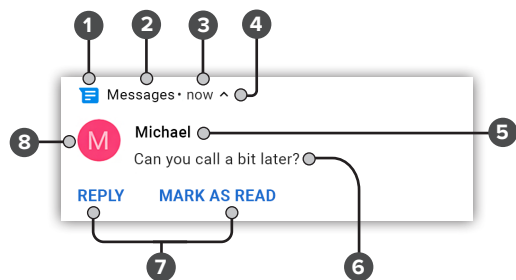 1 2 3 4
Messages • now
8 M Michael 5
Can you call a bit later?
REPLY MARK AS READ
7 6